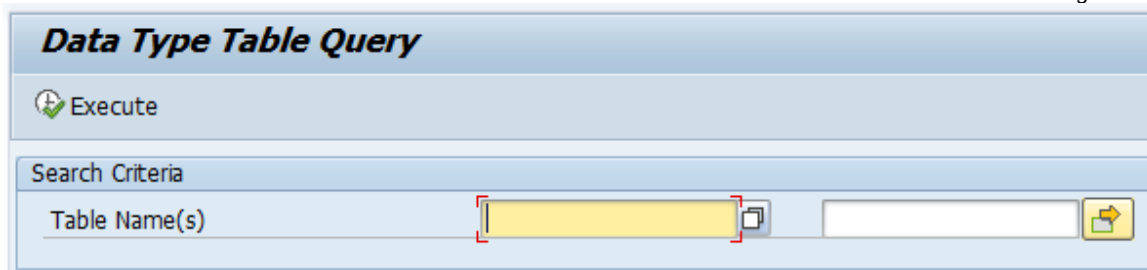 Data Type Table Query
Execute
Search Criteria
Table Name(s)